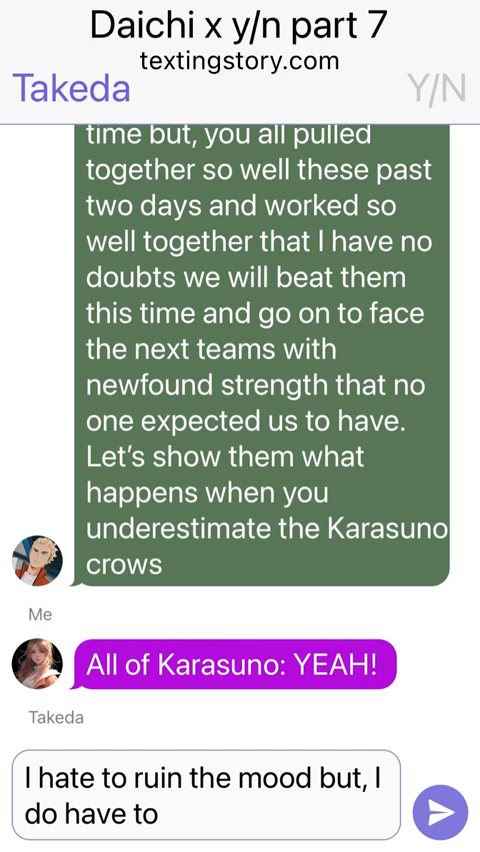 Daichi x y/n part 7
textingstory.com
Takeda
Y/N
time but, you all pulled
together so well these past
two days and worked so
well together that I have no
doubts we will beat them
this time and go on to face
the next teams with
newfound strength that no
one expected us to have.
Let’s show them what
happens when you
underestimate the Karasuno
crows
Me
All of Karasuno: YEAH!
Takeda
I hate to ruin the mood but, I
do have to